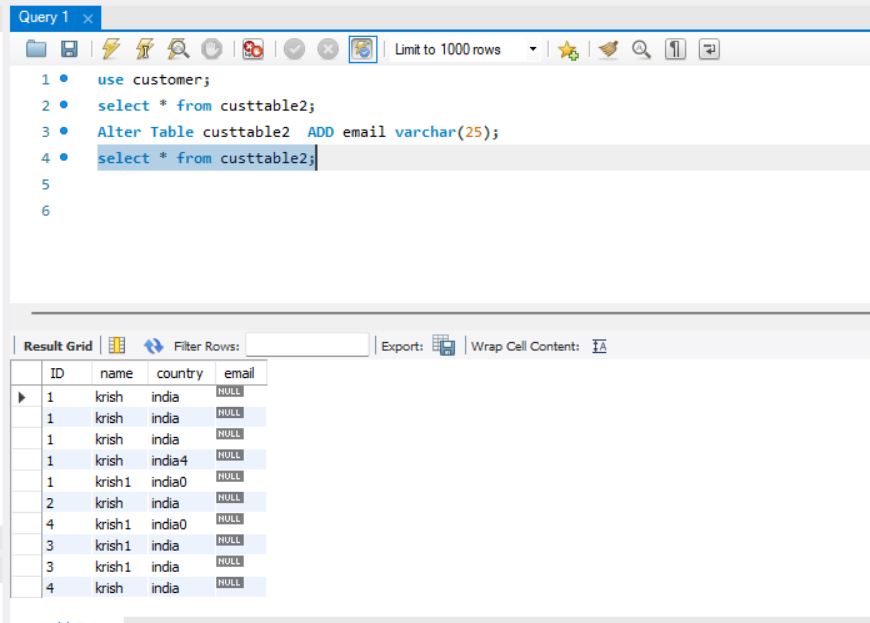 Query 1
Limit to 1000 rows
1 use customer;
2 select * from custtable2;
3 Alter Table custtable2  ADD email varchar(25);
4 select * from custtable2;
5
6
Result Grid Filter Rows: Export: Wrap Cell Content:
ID name country email
1 krish india NULL
1 krish india NULL
1 krish india NULL
1 krish india4 NULL
1 krish1 india0 NULL
2 krish india NULL
4 krish1 india0 NULL
3 krish1 india NULL
3 krish1 india NULL
4 krish india NULL